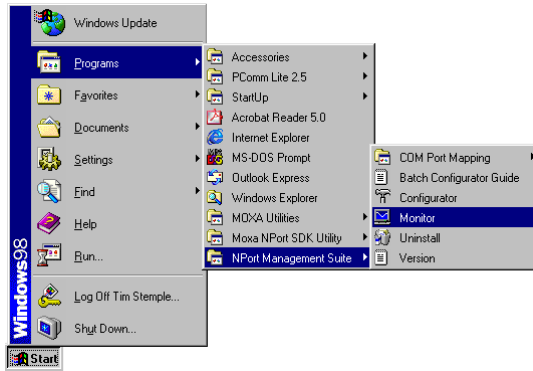 Windows Update
Programs
Favorites
Documents
Settings
Find
Help
Run...
Log Off Tim Stemple...
Shut Down...
Windows98
Start
Accessories
PComm Lite 2.5
StartUp
Acrobat Reader 5.0
Internet Explorer
MS-DOS Prompt
Outlook Express
Windows Explorer
MOXA Utilities
Moxa NPort SDK Utility
NPort Management Suite
COM Port Mapping
Batch Configurator Guide
Configurator
Monitor
Uninstall
Version